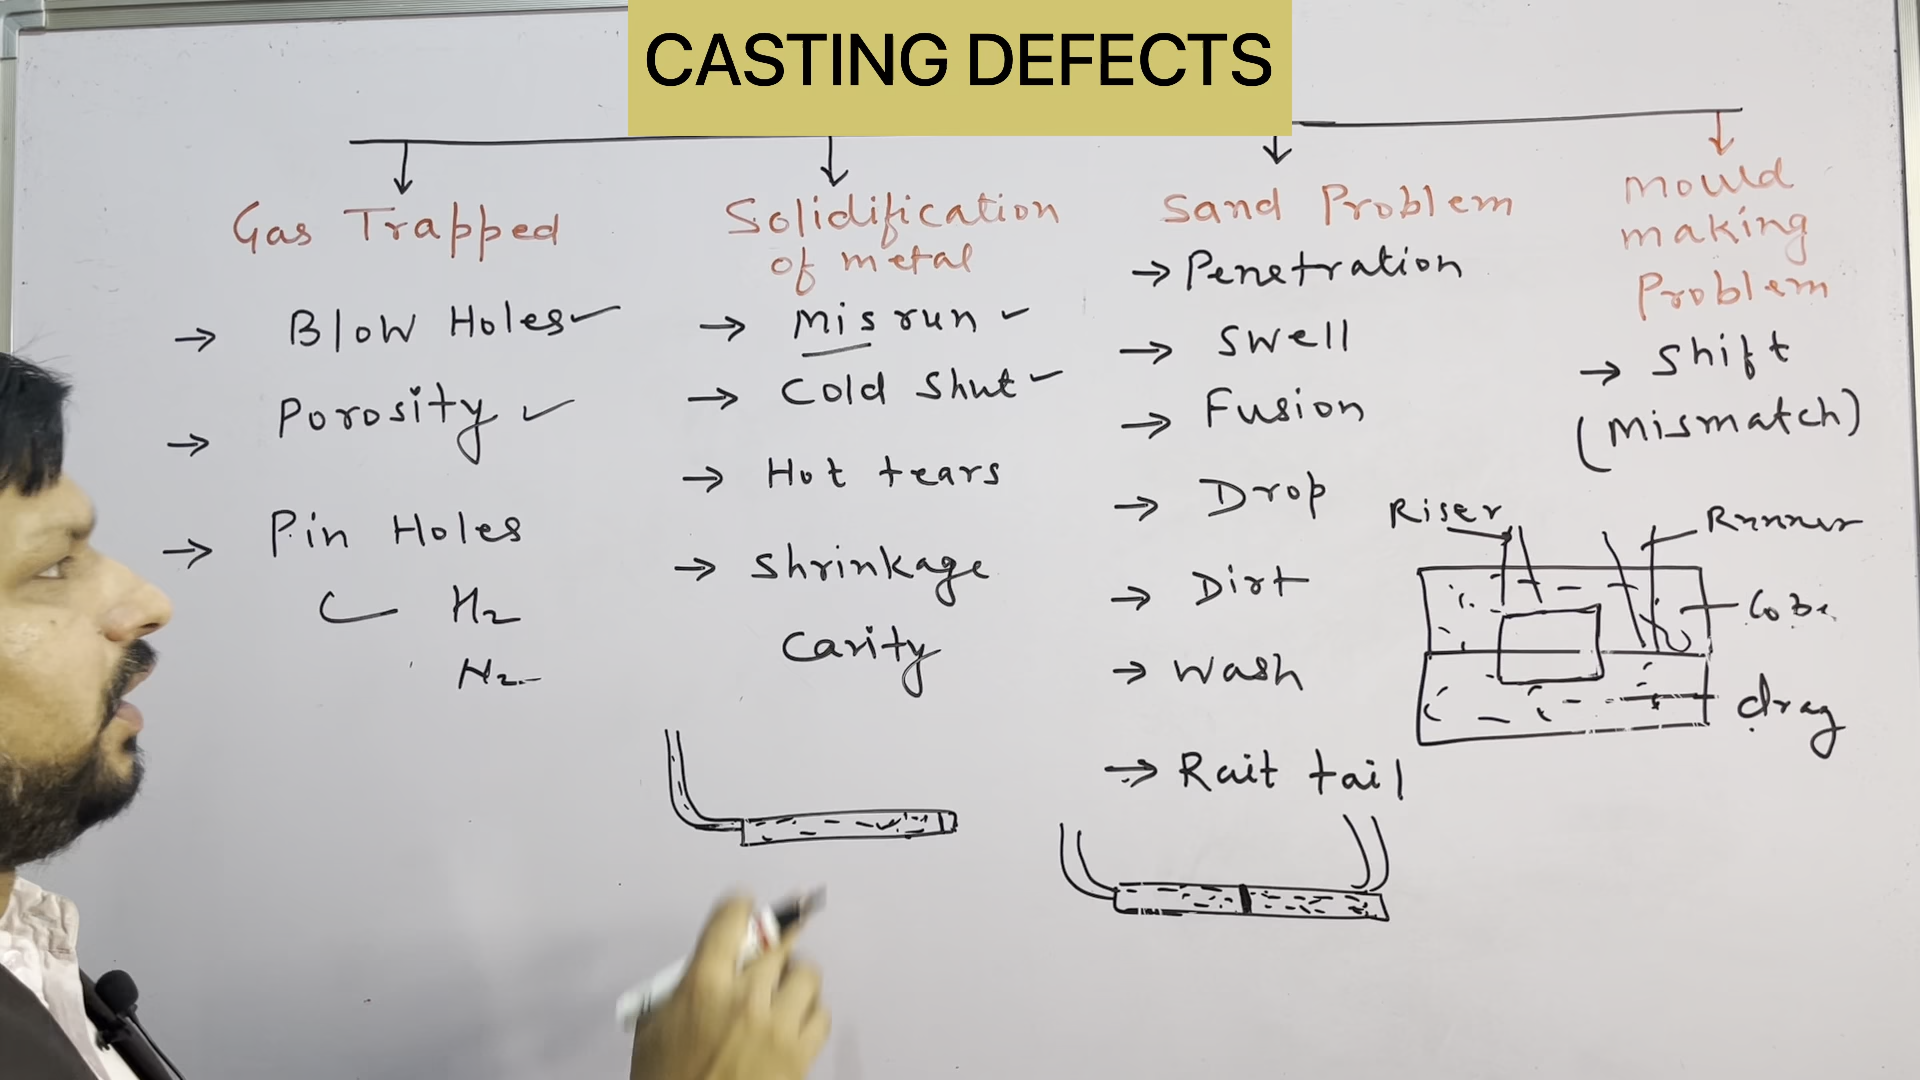 CASTING DEFECTS
Gas Trapped
→ Blow Holes ✓
→ Porosity ✓
→ Pin Holes
H₂
Solidification
of metal
→ Misrun ✓
→ Cold Shut ✓
→ Hot tears
→ Shrinkage
Cavity
Sand Problem
→ Penetration
→ Swell
→ Fusion
→ Drop
→ Dirt
→ Wash
→ Rait tail
Mould
making
Problem
→ Shift
(Mismatch)
Riser
Runner
drag